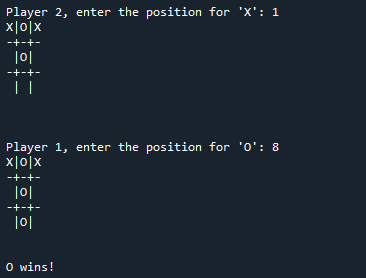 Player 2, enter the position for 'X': 1
X|O|X
-+-+-
 |O|
-+-+-
 | |
Player 1, enter the position for 'O': 8
X|O|X
-+-+-
 |O|
-+-+-
 |O|
O wins!